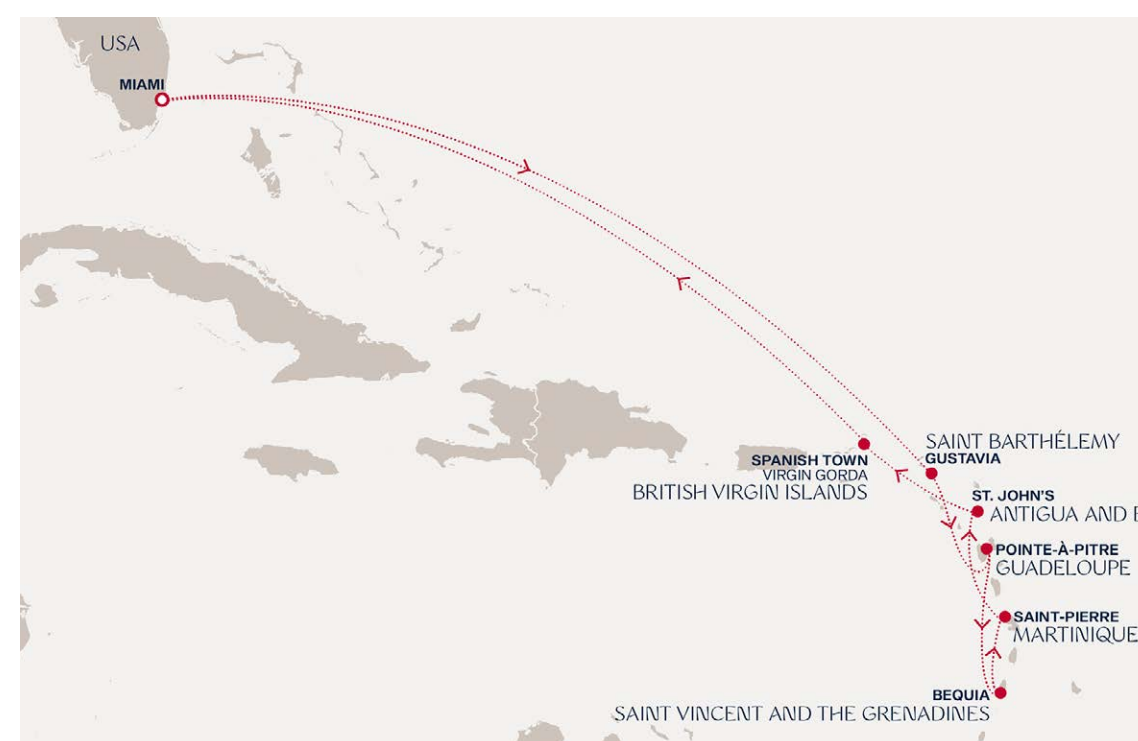 USA
MIAMI
SAINT BARTHÉLEMY
GUSTAVIA
SPANISH TOWN
VIRGIN GORDA
BRITISH VIRGIN ISLANDS
ST. JOHN'S
ANTIGUA AND
POINTE-À-PITRE
GUADELOUPE
SAINT-PIERRE
MARTINIQUE
BEQUIA
SAINT VINCENT AND THE GRENADINES